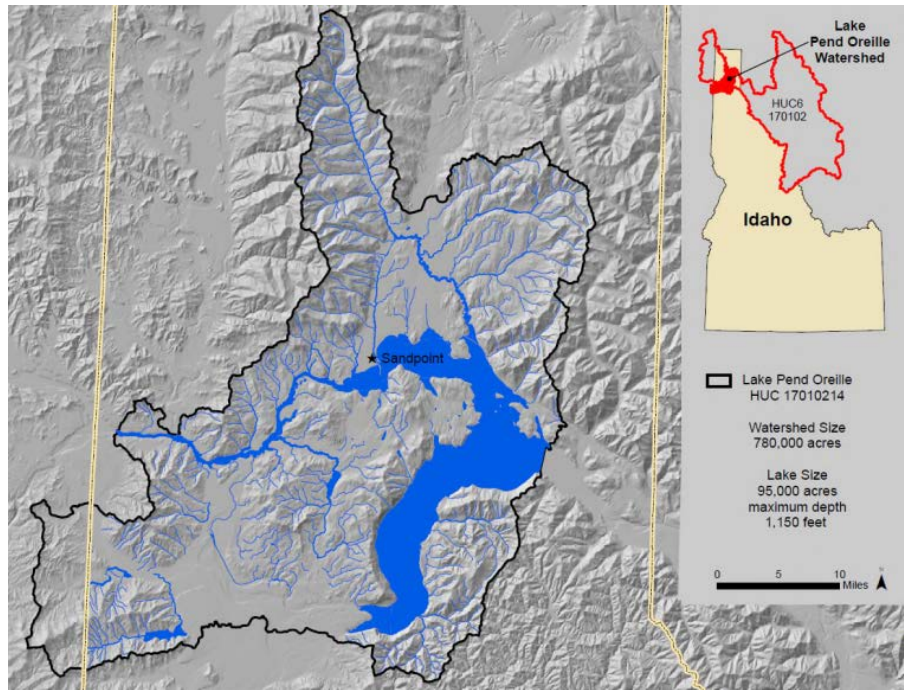 Lake
Pend Oreille
Watershed
HUC6
170102
Idaho
Sandpoint
Lake Pend Oreille
HUC 17010214
Watershed Size
780,000 acres
Lake Size
95,000 acres
maximum depth
1,150 feet
0 5 10
Miles
N